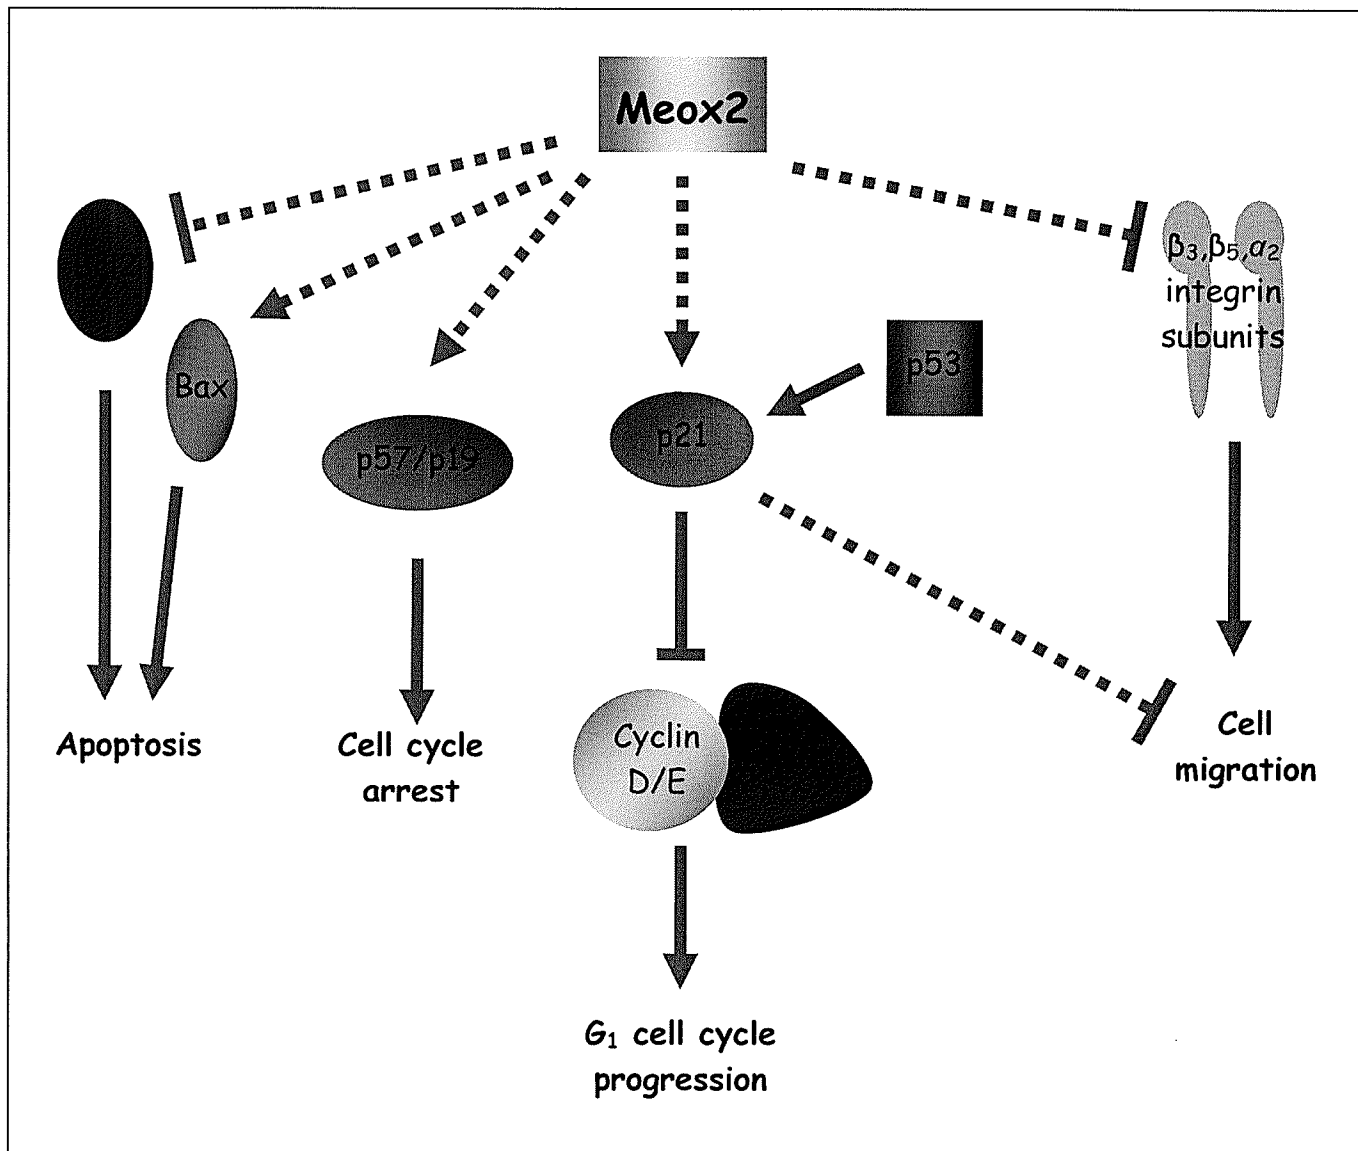 Meox2
β3,β5,α2
integrin
subunits
p53
Bax
p21
p57/p19
Cyclin
D/E
Apoptosis
Cell cycle
arrest
Cell
migration
G1 cell cycle
progression